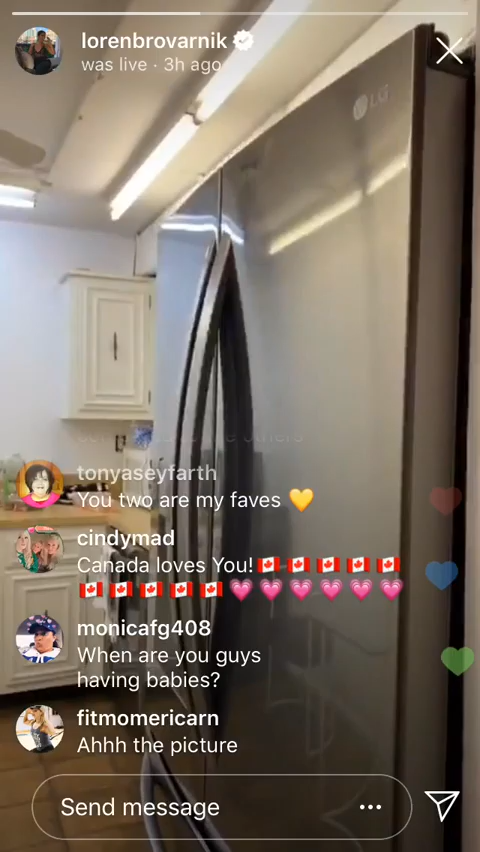 lorenbrovarnik
was live · 3h ago
LG
tonyaseyfarth
You two are my faves 💛
cindymad
Canada loves You!🇨🇦🇨🇦🇨🇦🇨🇦🇨🇦
🇨🇦🇨🇦🇨🇦🇨🇦🇨🇦💗💗💗💗💗💗
monicafg408
When are you guys
having babies?
fitmomericarn
Ahhh the picture
Send message